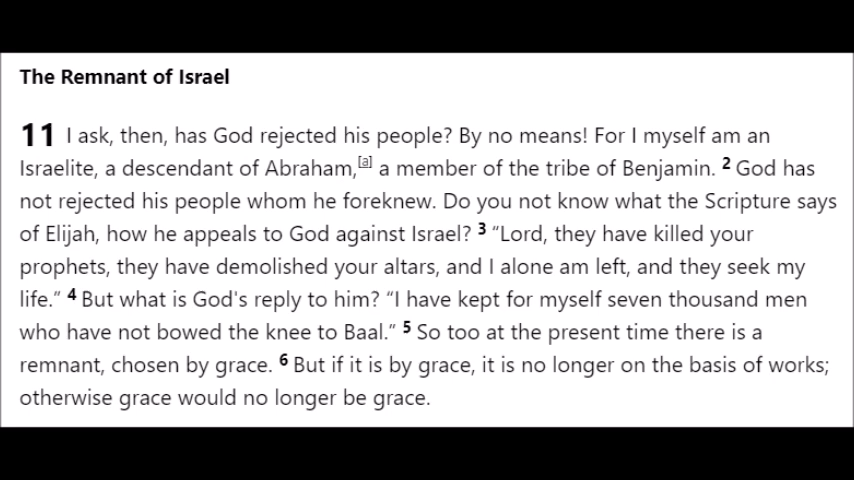 The Remnant of Israel
11 I ask, then, has God rejected his people? By no means! For I myself am an
Israelite, a descendant of Abraham,[a] a member of the tribe of Benjamin. 2 God has
not rejected his people whom he foreknew. Do you not know what the Scripture says
of Elijah, how he appeals to God against Israel? 3 “Lord, they have killed your
prophets, they have demolished your altars, and I alone am left, and they seek my
life.” 4 But what is God's reply to him? “I have kept for myself seven thousand men
who have not bowed the knee to Baal.” 5 So too at the present time there is a
remnant, chosen by grace. 6 But if it is by grace, it is no longer on the basis of works;
otherwise grace would no longer be grace.